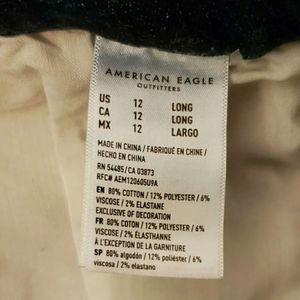 AMERICAN EAGLE
OUTFITTERS
US 12 LONG
CA 12 LONG
MX 12 LARGO
MADE IN CHINA / FABRIQUÉ EN CHINE /
HECHO EN CHINA
RN 54485 / CA 03873
RFC# AEM120605U9A
EN 80% COTTON / 12% POLYESTER / 6%
VISCOSE / 2% ELASTANE
EXCLUSIVE OF DECORATION
FR 80% COTON / 12% POLYESTER / 6%
VISCOSE / 2% ÉLASTHANNE
À L'EXCEPTION DE LA GARNITURE
SP 80% algodón / 12% poliéster / 6%
viscosa / 2% elastano